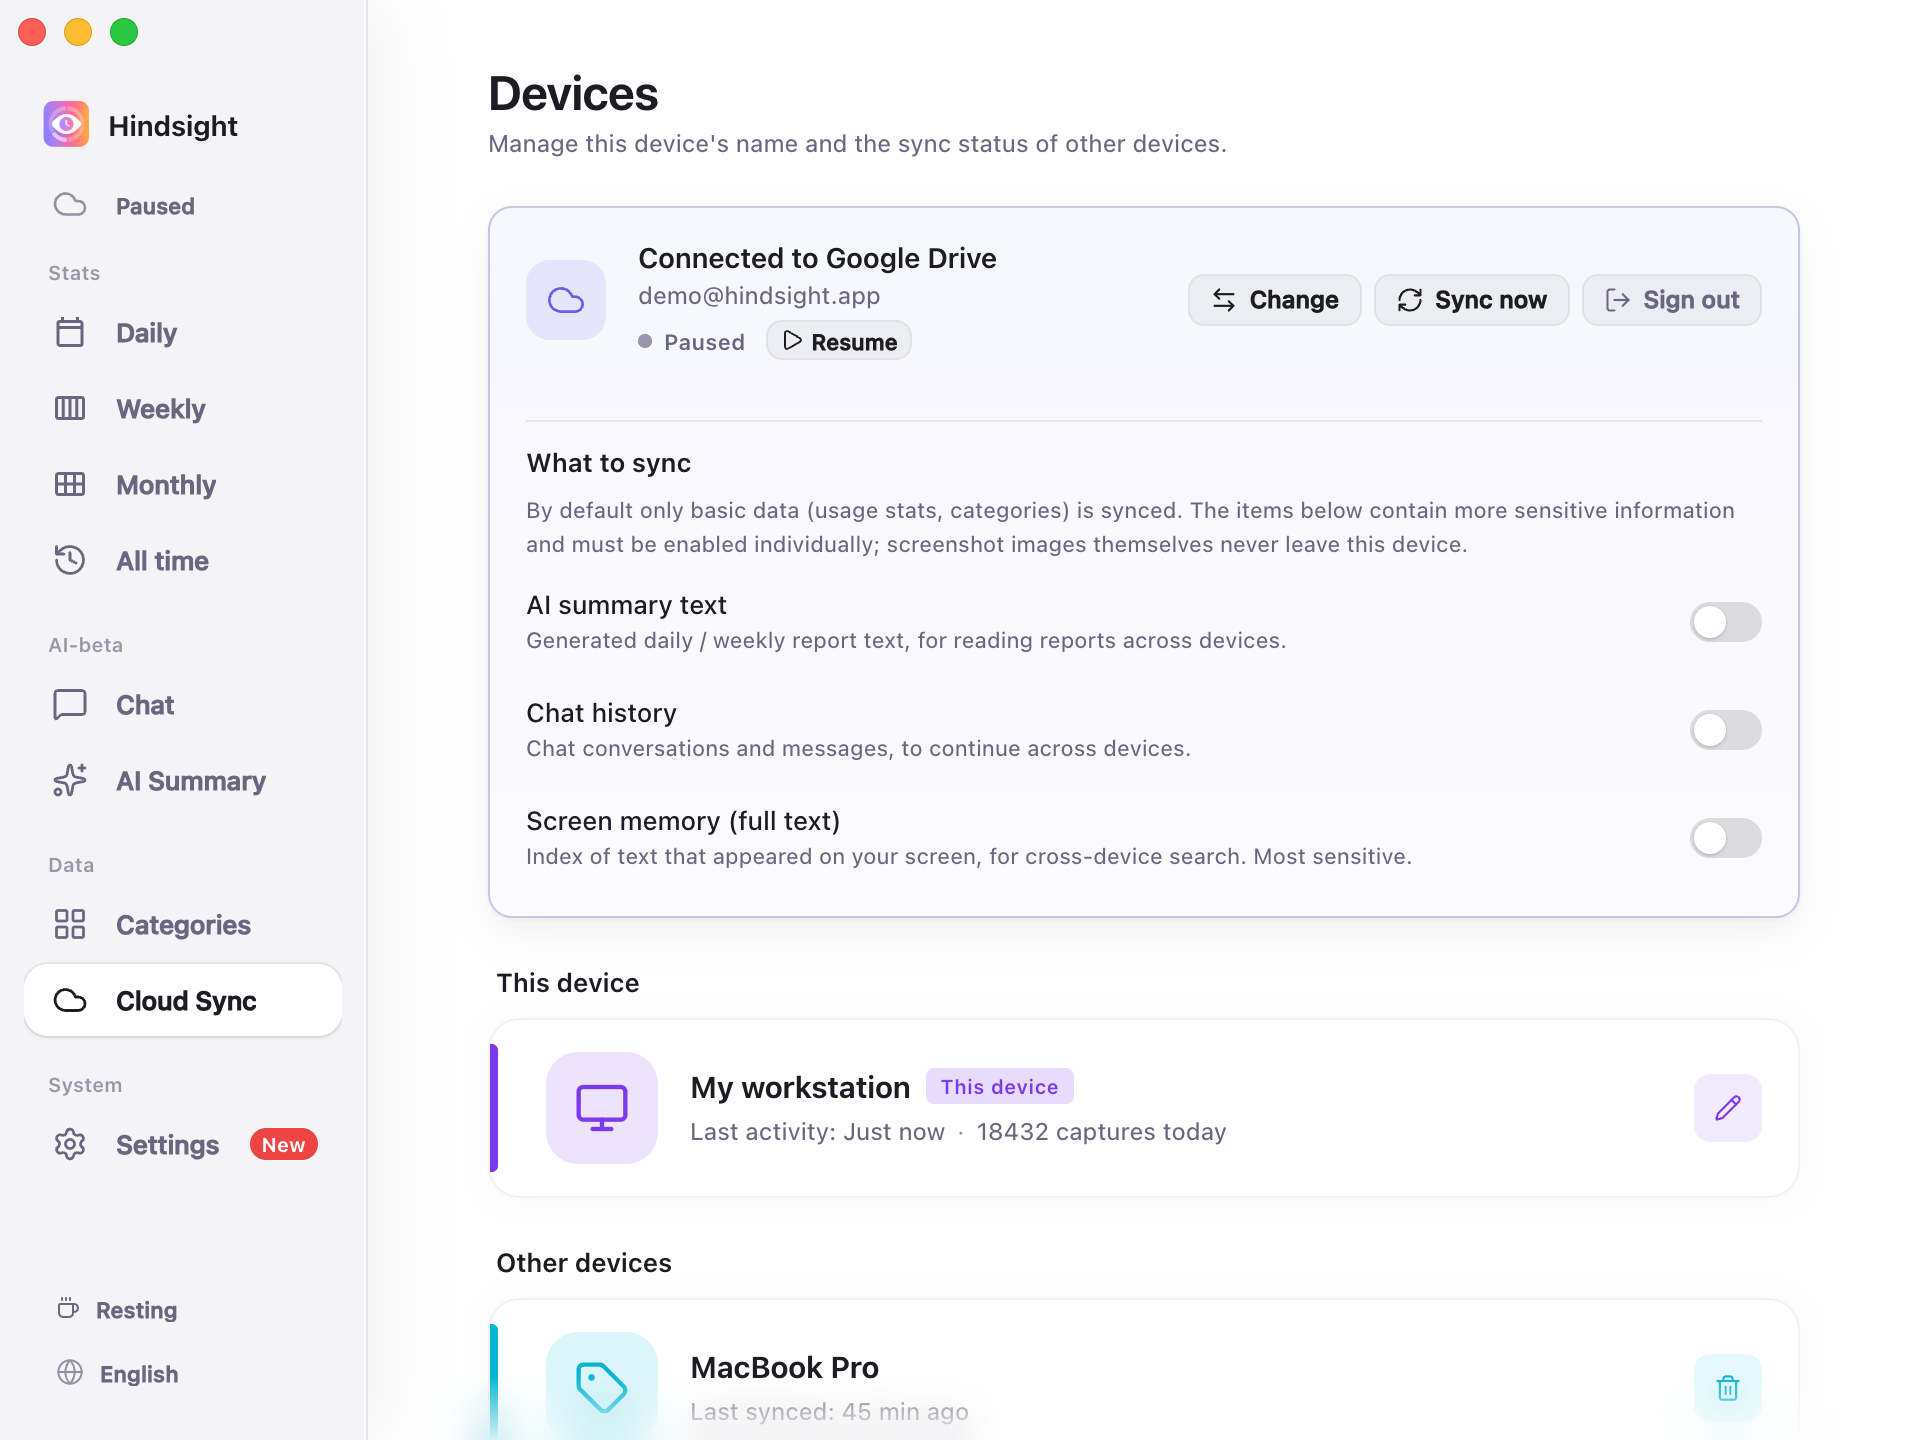 Hindsight
Paused
Stats
Daily
Weekly
Monthly
All time
AI-beta
Chat
AI Summary
Data
Categories
Cloud Sync
System
Settings New
Resting
English
Devices
Manage this device's name and the sync status of other devices.
Connected to Google Drive
demo@hindsight.app
Paused Resume
Change Sync now Sign out
What to sync
By default only basic data (usage stats, categories) is synced. The items below contain more sensitive information
and must be enabled individually; screenshot images themselves never leave this device.
AI summary text
Generated daily / weekly report text, for reading reports across devices.
Chat history
Chat conversations and messages, to continue across devices.
Screen memory (full text)
Index of text that appeared on your screen, for cross-device search. Most sensitive.
This device
My workstation This device
Last activity: Just now · 18432 captures today
Other devices
MacBook Pro
Last synced: 45 min ago